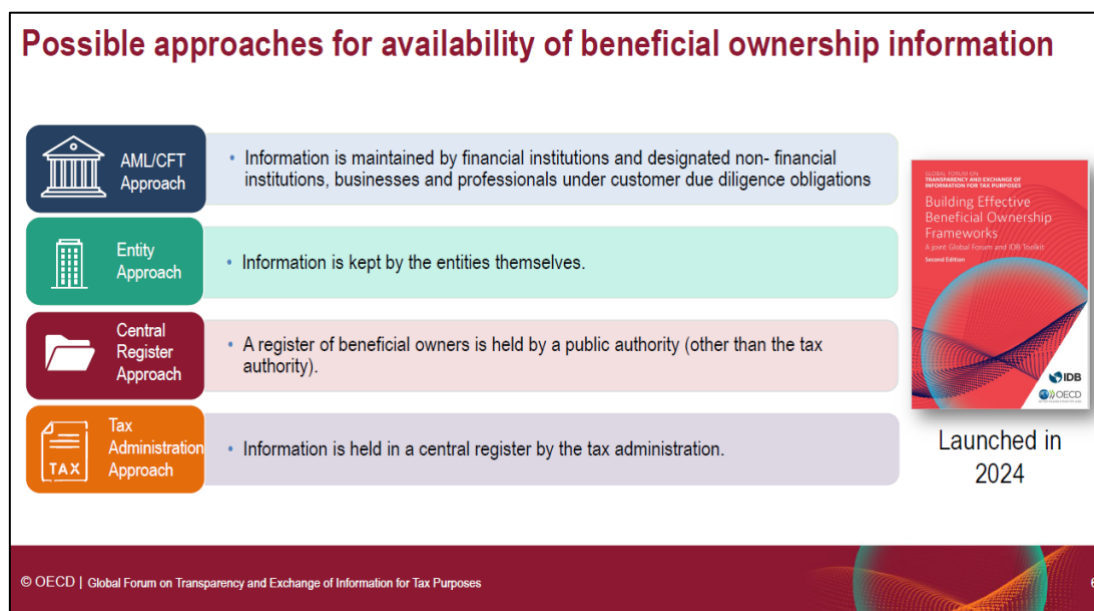 Possible approaches for availability of beneficial ownership information
AML/CFT
Approach
• Information is maintained by financial institutions and designated non- financial
institutions, businesses and professionals under customer due diligence obligations
Entity
Approach
• Information is kept by the entities themselves.
Central
Register
Approach
• A register of beneficial owners is held by a public authority (other than the tax
authority).
TAX
Tax
Administration
Approach
• Information is held in a central register by the tax administration.
GLOBAL FORUM ON
TRANSPARENCY AND EXCHANGE OF
INFORMATION FOR TAX PURPOSES
Building Effective
Beneficial Ownership
Frameworks
A joint Global Forum and IDB Toolkit
Second Edition
IDB
OECD
Launched in
2024
© OECD | Global Forum on Transparency and Exchange of Information for Tax Purposes
6